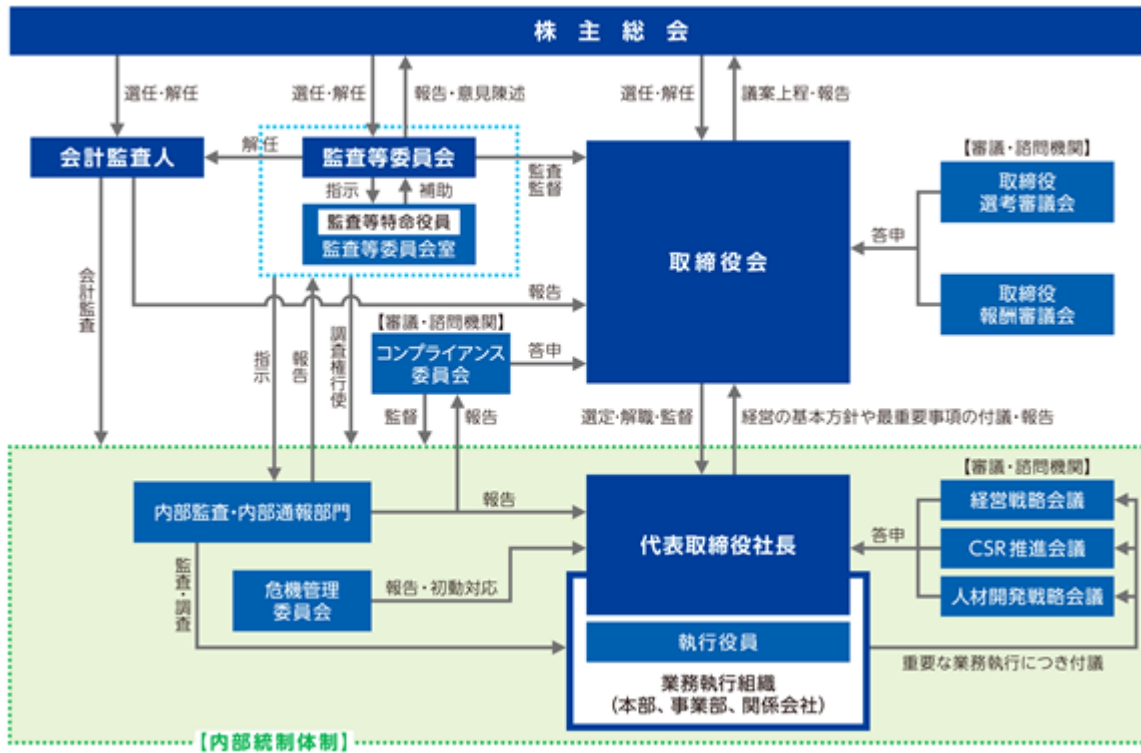 株主総会
選任・解任
選任・解任
報告・意見陳述
選任・解任
議案上程・報告
会計監査人
解任
監査等委員会
監査
監督
指示
補助
監査等特命役員
監査等委員会室
取締役会
【審議・諮問機関】
取締役
選考審議会
答申
取締役
報酬審議会
会計監査
報告
指示
報告
調査権行使
【審議・諮問機関】
コンプライアンス
委員会
答申
監督
報告
選定・解職・監督
経営の基本方針や最重要事項の付議・報告
内部監査・内部通報部門
報告
代表取締役社長
【審議・諮問機関】
経営戦略会議
答申
CSR推進会議
人材開発戦略会議
監査・調査
危機管理
委員会
報告・初動対応
執行役員
重要な業務執行につき付議
業務執行組織
(本部、事業部、関係会社)
【内部統制体制】